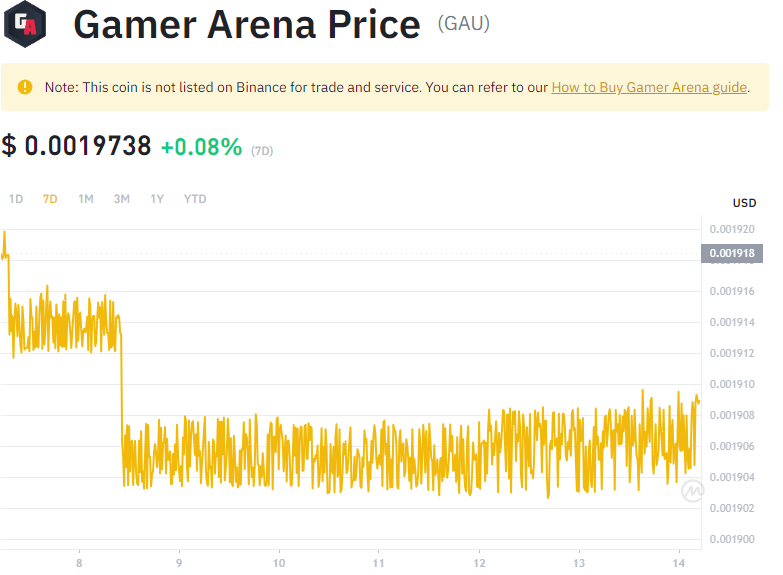 GA
Gamer Arena Price (GAU)
Note: This coin is not listed on Binance for trade and service. You can refer to our How to Buy Gamer Arena guide.
$ 0.0019738 +0.08% (7D)
1D 7D 1M 3M 1Y YTD
USD
0.001920
0.001918
0.001916
0.001914
0.001912
0.001910
0.001908
0.001906
0.001904
0.001902
0.001900
8 9 10 11 12 13 14